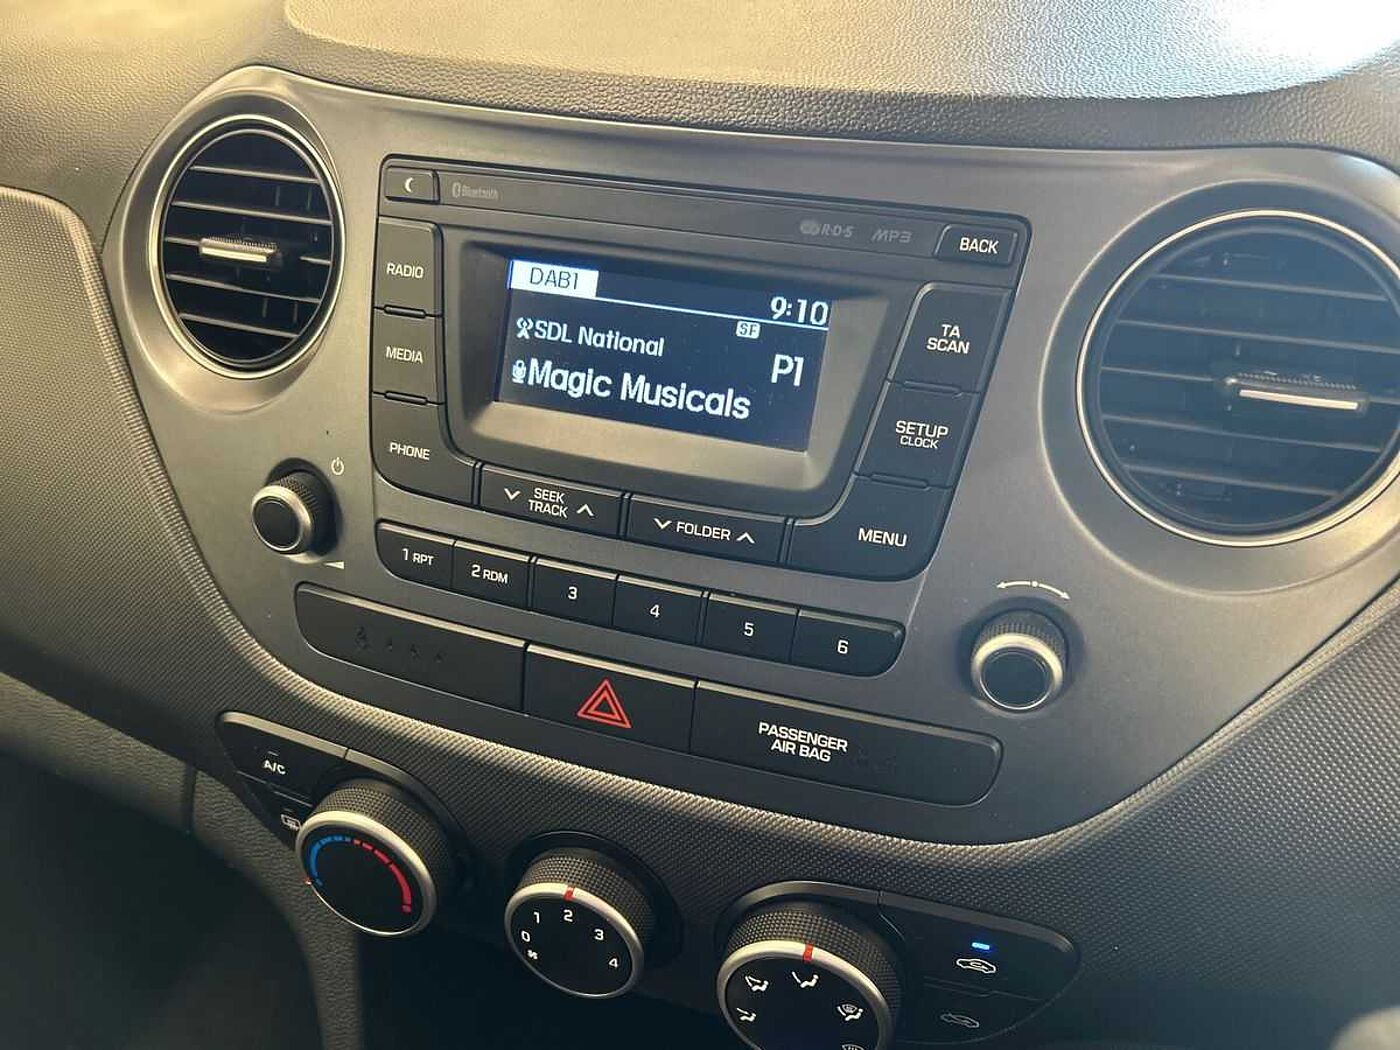 Bluetooth
R·D·S
MP3
BACK
RADIO
DAB1
9:10
TA
SCAN
SDL National
SF
MEDIA
P1
Magic Musicals
SETUP
CLOCK
PHONE
SEEK
TRACK
FOLDER
MENU
1 RPT
2 RDM
3
4
5
6
PASSENGER
AIR BAG
A/C
0
1
2
3
4